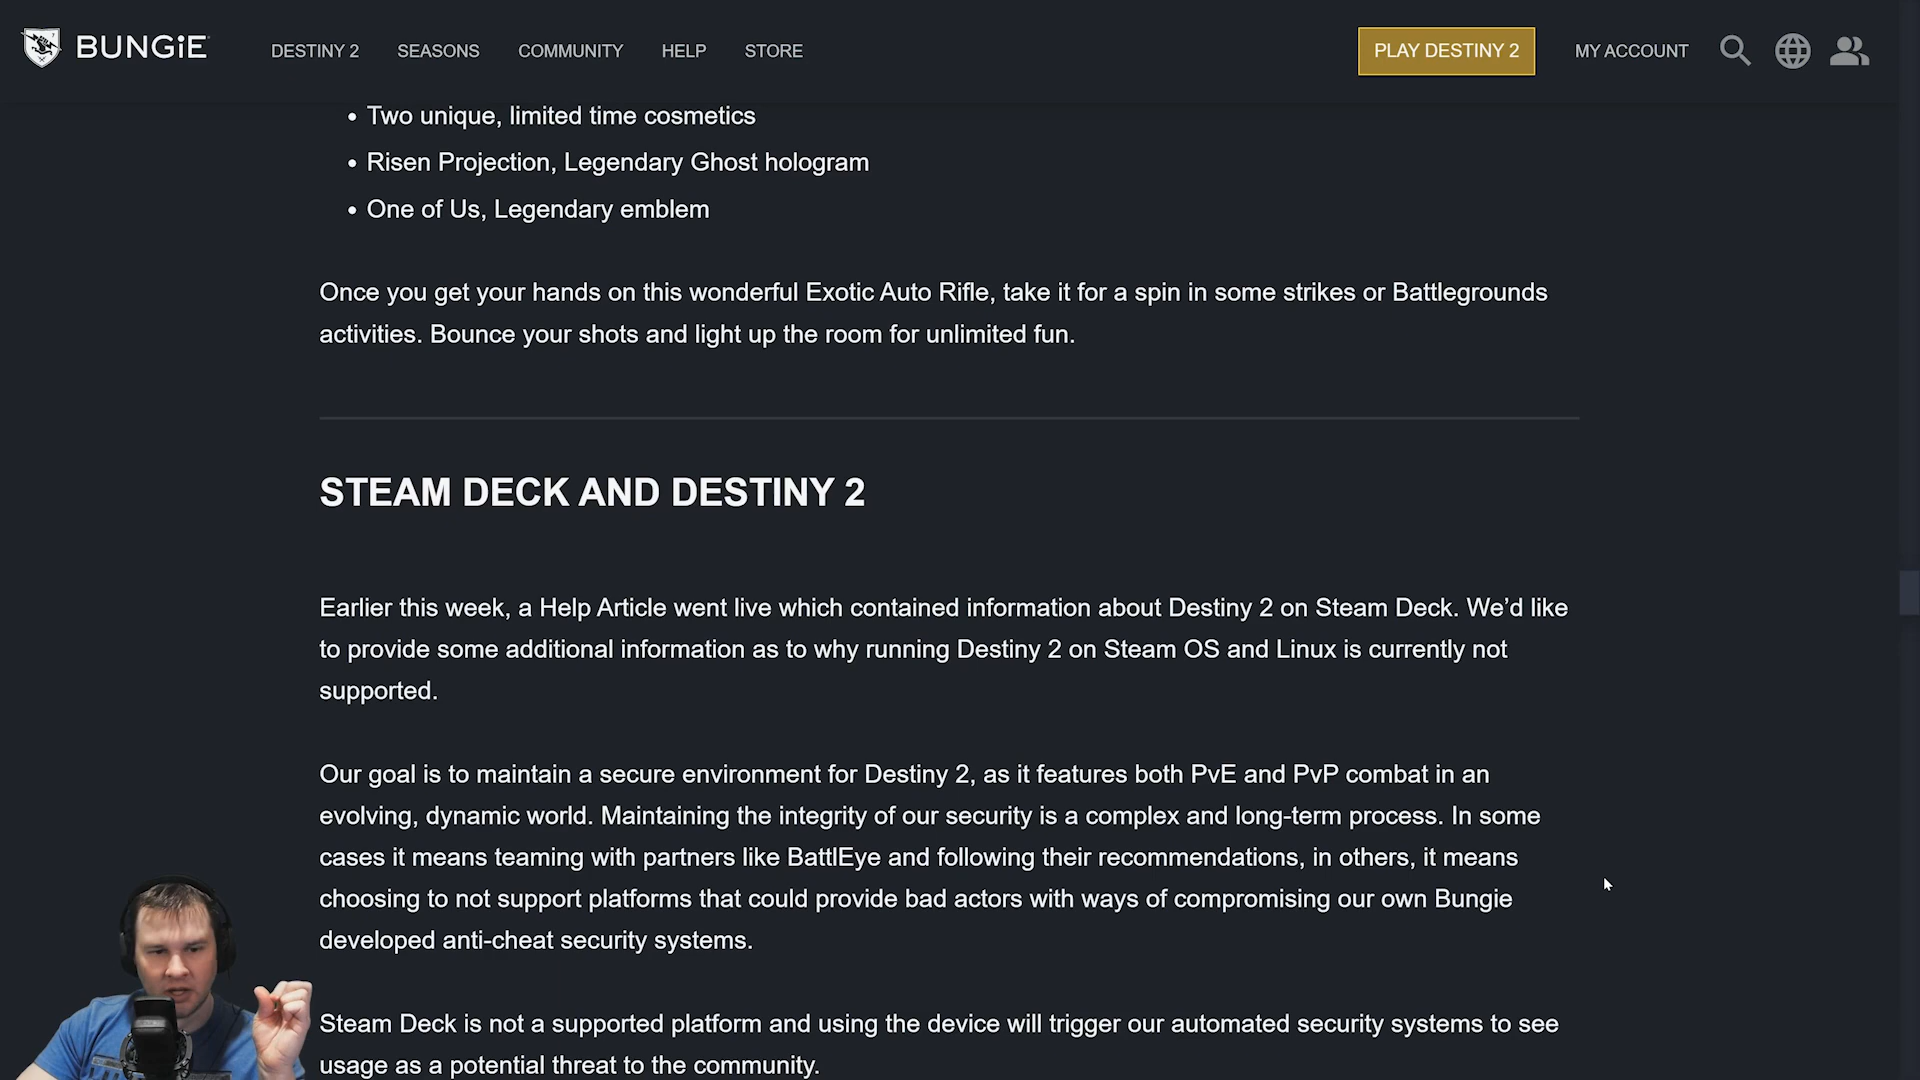 BUNGiE DESTINY 2 SEASONS COMMUNITY HELP STORE PLAY DESTINY 2 MY ACCOUNT
• Two unique, limited time cosmetics
• Risen Projection, Legendary Ghost hologram
• One of Us, Legendary emblem
Once you get your hands on this wonderful Exotic Auto Rifle, take it for a spin in some strikes or Battlegrounds
activities. Bounce your shots and light up the room for unlimited fun.
STEAM DECK AND DESTINY 2
Earlier this week, a Help Article went live which contained information about Destiny 2 on Steam Deck. We’d like
to provide some additional information as to why running Destiny 2 on Steam OS and Linux is currently not
supported.
Our goal is to maintain a secure environment for Destiny 2, as it features both PvE and PvP combat in an
evolving, dynamic world. Maintaining the integrity of our security is a complex and long-term process. In some
cases it means teaming with partners like BattlEye and following their recommendations, in others, it means
choosing to not support platforms that could provide bad actors with ways of compromising our own Bungie
developed anti-cheat security systems.
Steam Deck is not a supported platform and using the device will trigger our automated security systems to see
usage as a potential threat to the community.